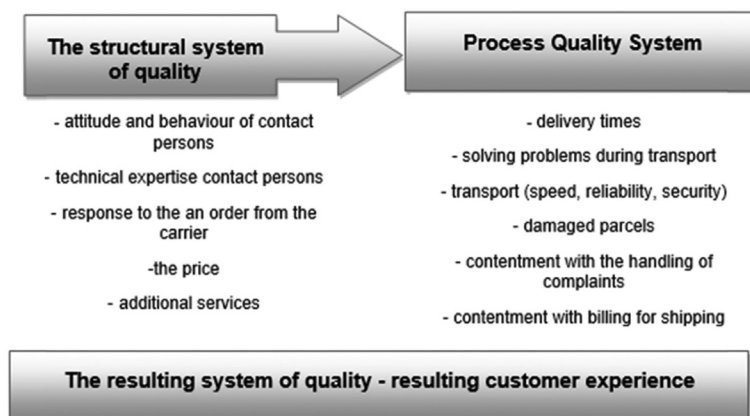 The structural system
of quality
- attitude and behaviour of contact
persons
- technical expertise contact persons
- response to the an order from the
carrier
-the price
- additional services
Process Quality System
- delivery times
- solving problems during transport
- transport (speed, reliability, security)
- damaged parcels
- contentment with the handling of
complaints
- contentment with billing for shipping
The resulting system of quality - resulting customer experience